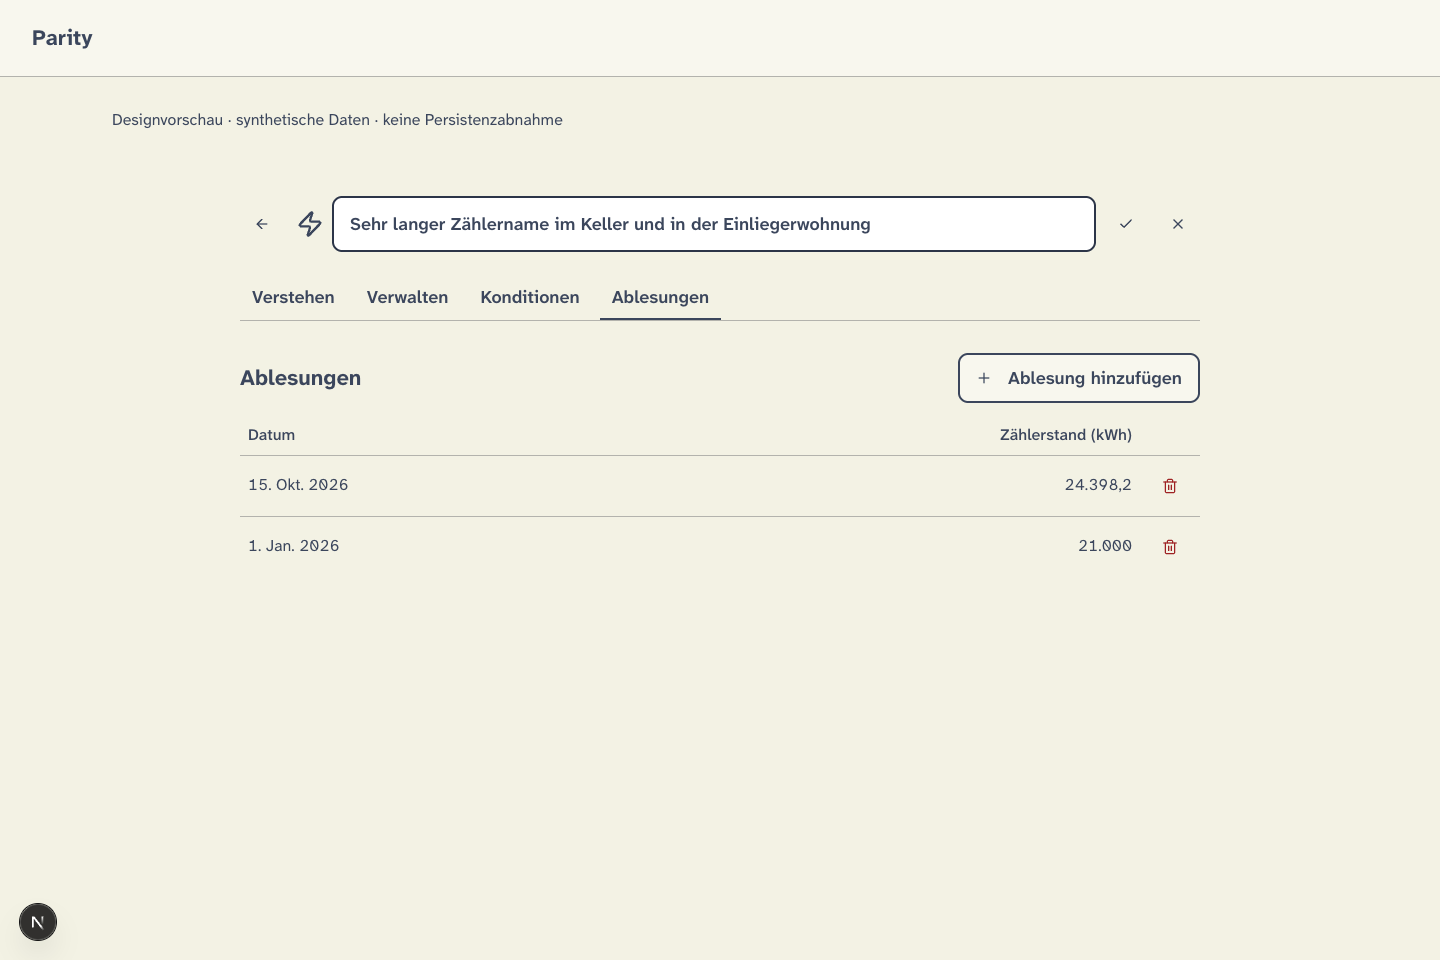 Parity
Designvorschau · synthetische Daten · keine Persistenzabnahme
Sehr langer Zählername im Keller und in der Einliegerwohnung
Verstehen Verwalten Konditionen Ablesungen
Ablesungen
Ablesung hinzufügen
Datum Zählerstand (kWh)
15. Okt. 2026 24.398,2
1. Jan. 2026 21.000
N